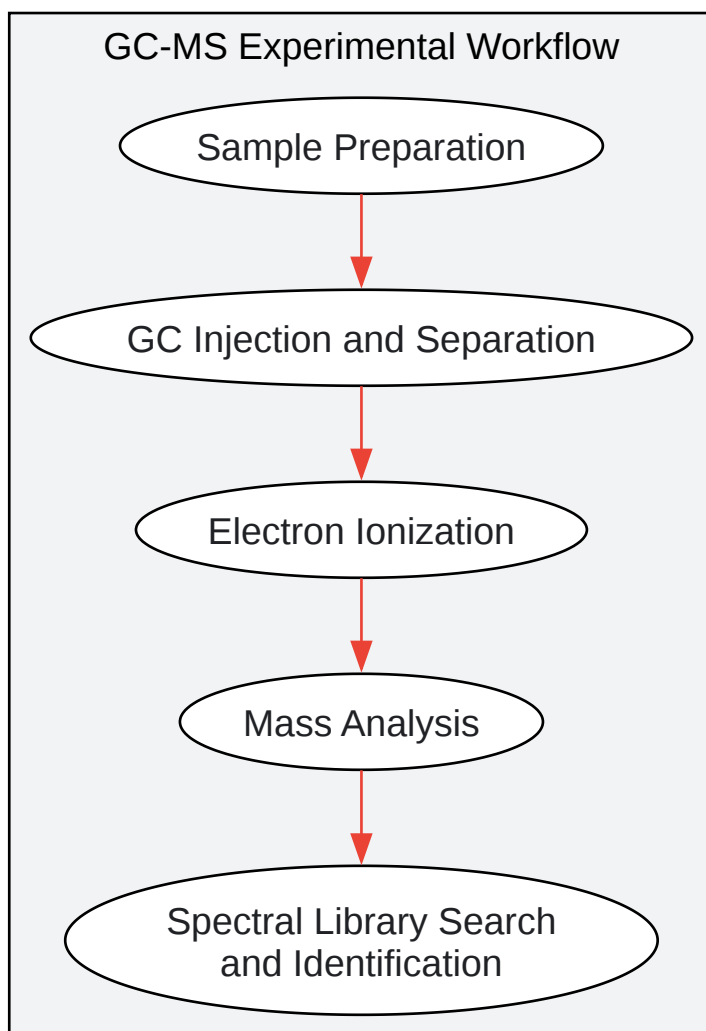 GC-MS Experimental Workflow
Sample Preparation
GC Injection and Separation
Electron Ionization
Mass Analysis
Spectral Library Search
and Identification